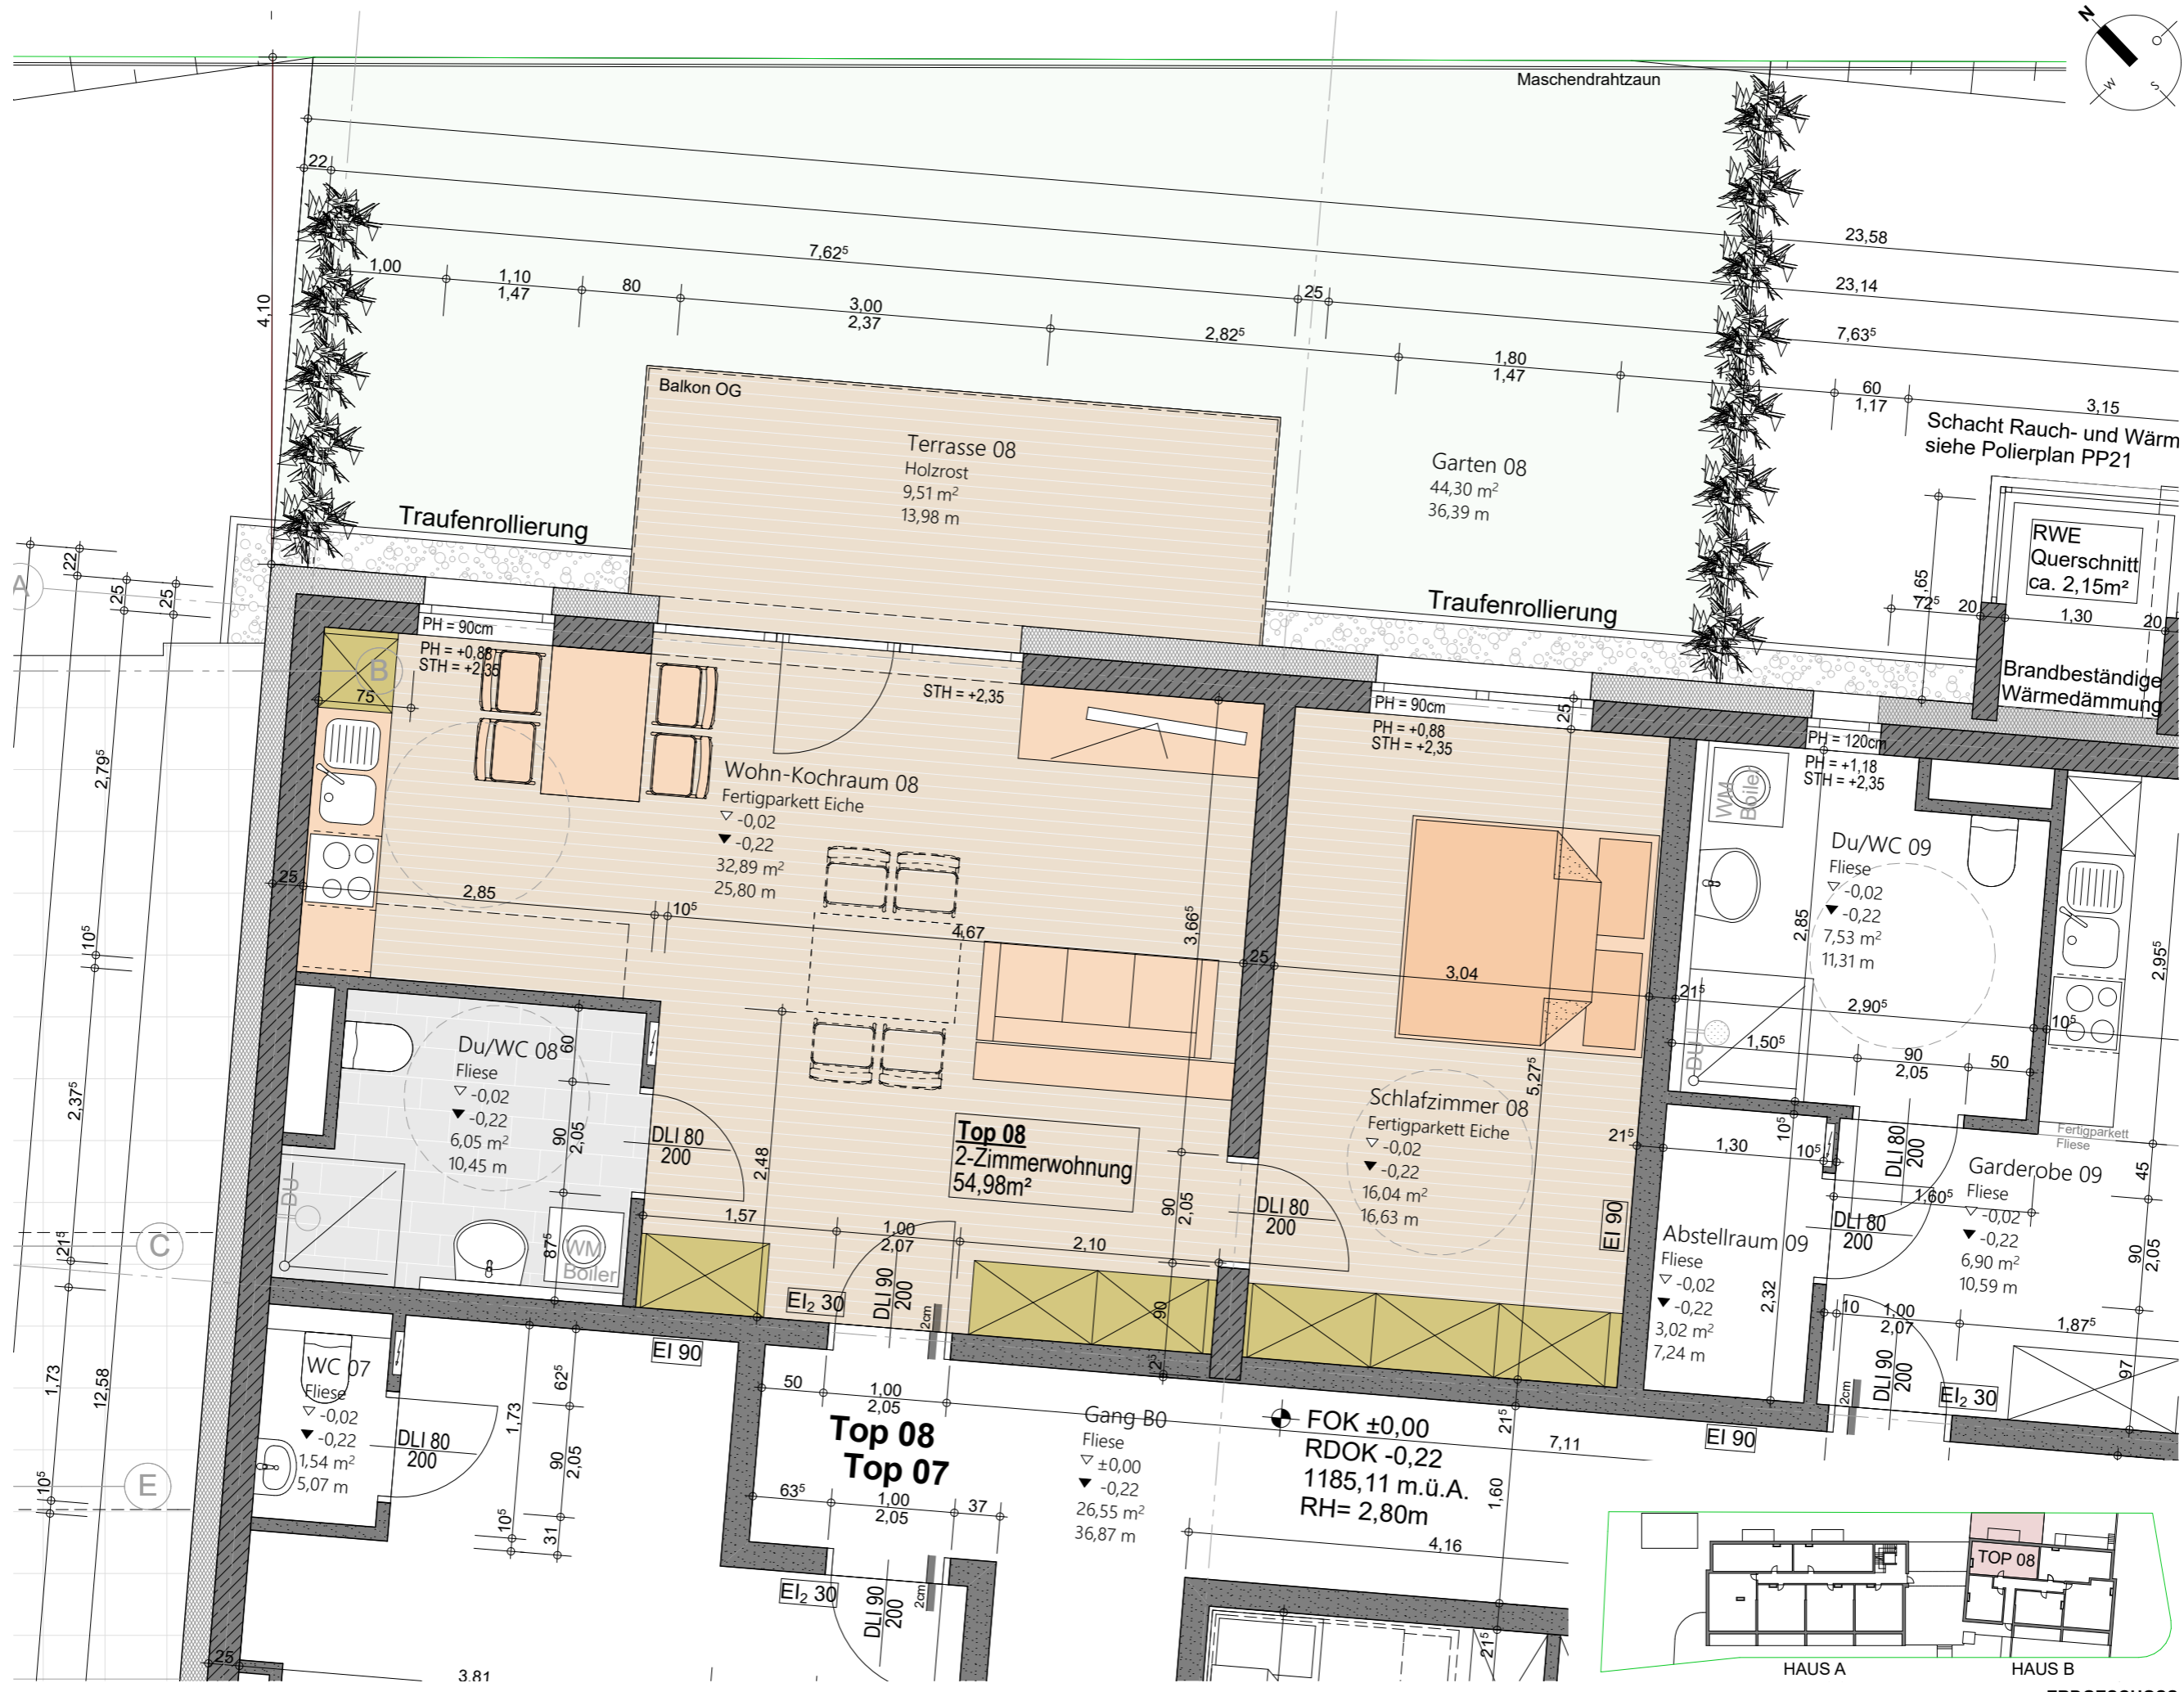 N
W
S
Maschendrahtzaun
22
23,58
7,62⁵
23,14
1,00
1,10
1,47
80
3,00
2,37
25
2,82⁵
7,63⁵
1,80
1,47
60
1,17
3,15
4,10
Balkon OG
Terrasse 08
Holzrost
9,51 m²
13,98 m
Garten 08
44,30 m²
36,39 m
Schacht Rauch- und Wärm
siehe Polierplan PP21
Traufenrollierung
Traufenrollierung
RWE
Querschnitt
ca. 2,15m²
1,65
72⁵
20
1,30
20
Brandbeständige
Wärmedämmung
A
22
25
25
B
75
PH = 90cm
PH = +0,88
STH = +2,35
STH = +2,35
PH = 90cm
PH = +0,88
STH = +2,35
25
PH = 120cm
PH = +1,18
STH = +2,35
WM
Boiler
2,79⁵
Wohn-Kochraum 08
Fertigparkett Eiche
-0,02
-0,22
32,89 m²
25,80 m
Du/WC 09
Fliese
-0,02
-0,22
7,53 m²
11,31 m
25
2,85
10⁵
4,67
3,66⁵
25
3,04
21⁵
2,85
2,90⁵
10⁵
2,95⁵
1,50⁵
90
2,05
50
DU
10⁵
2,37⁵
Du/WC 08
Fliese
-0,02
-0,22
6,05 m²
10,45 m
60
90
2,05
DLI 80
200
2,48
Top 08
2-Zimmerwohnung
54,98m²
Schlafzimmer 08
Fertigparkett Eiche
-0,02
-0,22
16,04 m²
16,63 m
5,27⁵
21⁵
1,30
10⁵
10⁵
DLI 80
200
Fertigparkett
Fliese
45
Garderobe 09
Fliese
-0,02
-0,22
6,90 m²
10,59 m
1,60⁵
90
2,05
DU
WM
Boiler
87⁵
1,57
1,00
2,07
2,10
90
2,05
DLI 80
200
EI 90
Abstellraum 09
Fliese
-0,02
-0,22
3,02 m²
7,24 m
DLI 80
200
2,32
C
21⁵
EI₂ 30
DLI 90
200
2cm
90
2⁵
10
1,00
2,07
1,87⁵
97
DLI 90
200
2cm
EI₂ 30
EI 90
EI 90
1,73
12,58
WC 07
Fliese
-0,02
-0,22
1,54 m²
5,07 m
DLI 80
200
1,73
62⁵
90
2,05
10⁵
31
50
1,00
2,05
Top 08
Top 07
63⁵
1,00
2,05
37
Gang B0
Fliese
±0,00
-0,22
26,55 m²
36,87 m
FOK ±0,00
RDOK -0,22
1185,11 m.ü.A.
RH= 2,80m
21⁵
7,11
1,60
4,16
21⁵
E
10⁵
EI₂ 30
DLI 90
200
2cm
25
3,81
TOP 08
HAUS A
HAUS B